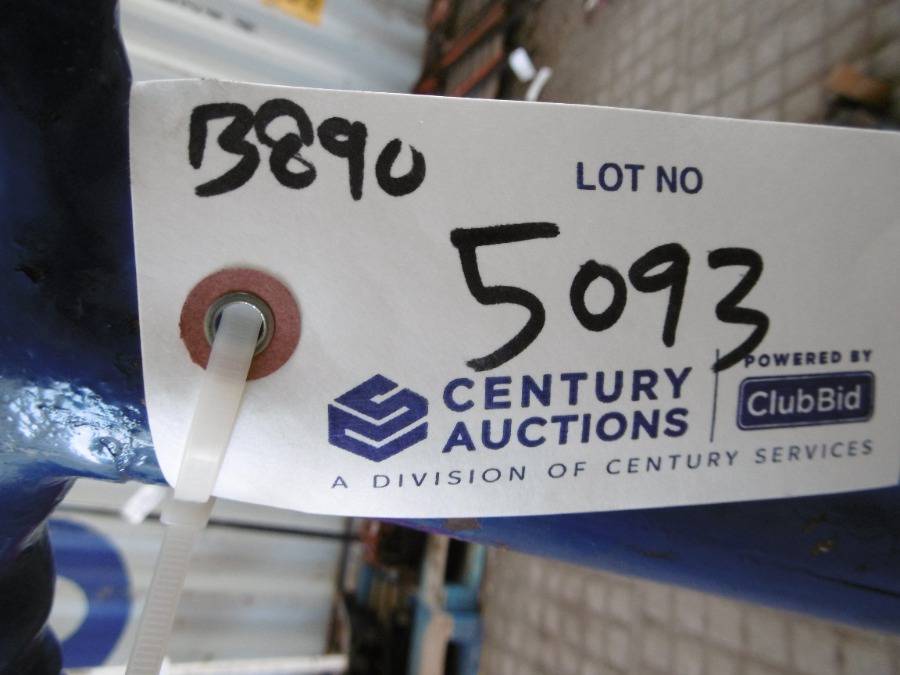 B890
LOT NO
5093
CENTURY
AUCTIONS
POWERED BY
ClubBid
A DIVISION OF CENTURY SERVICES